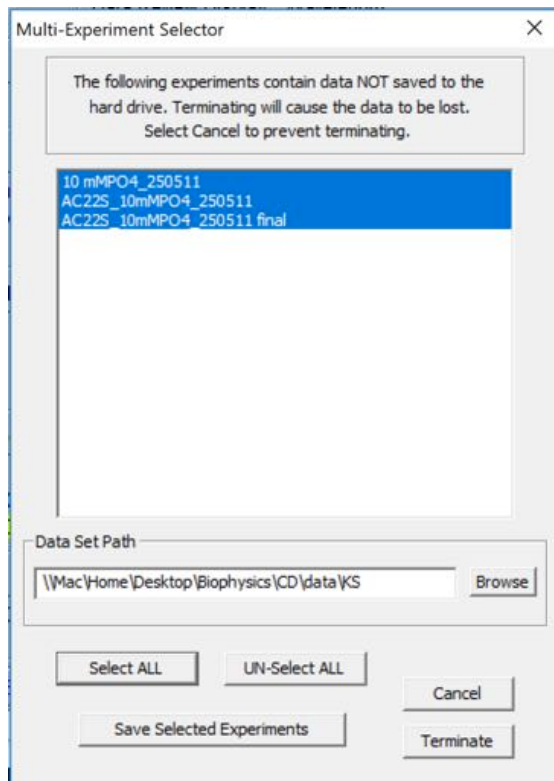 Multi-Experiment Selector
The following experiments contain data NOT saved to the
hard drive. Terminating will cause the data to be lost.
Select Cancel to prevent terminating.
10 mMPO4_250511
AC22S_10mMPO4_250511
AC22S_10mMPO4_250511 final
Data Set Path
\\Mac\Home\Desktop\Biophysics\CD\data\KS
Browse
Select ALL
UN-Select ALL
Cancel
Save Selected Experiments
Terminate